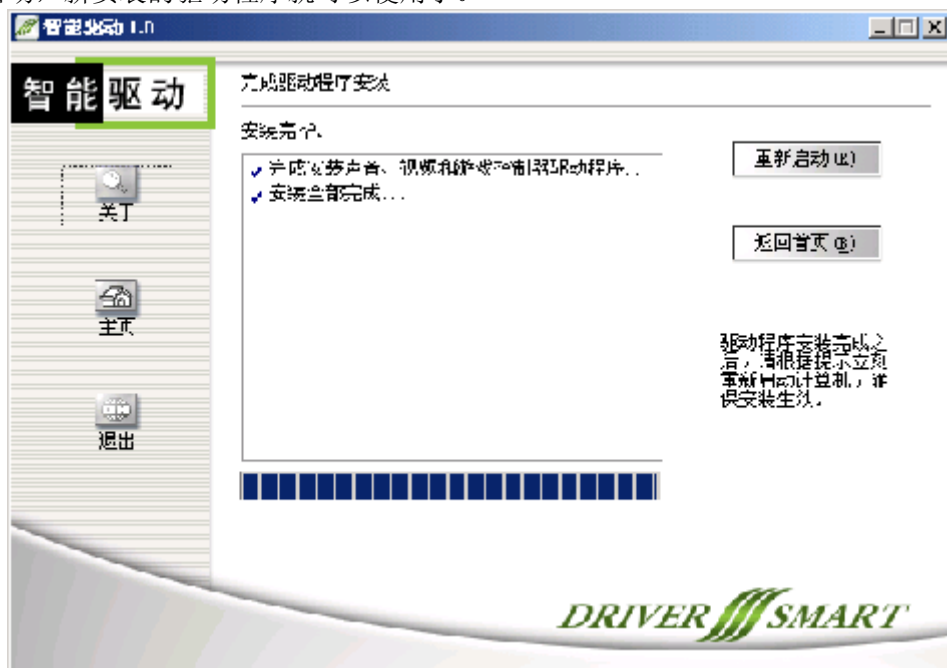 新安装的驱动程序就可以使用了。
智能驱动 1.0
智能驱动
完成驱动程序安装
安装完毕。
完成安装声音、视频和游戏控制器驱动程序...
安装全部完成...
重新启动(R)
返回首页(B)
关于
主页
退出
驱动程序安装完成之
后，请根据提示立刻
重新启动计算机，确
保安装生效。
DRIVER SMART